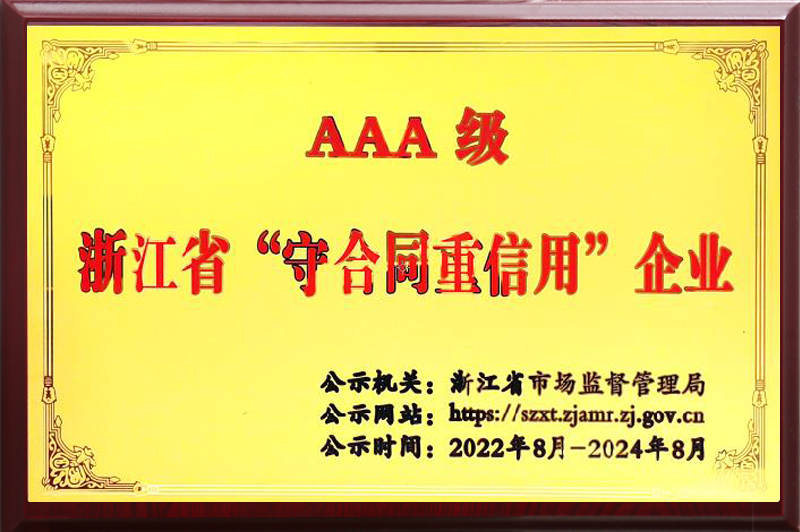 AAA 级
浙江省“守合同重信用”企业
公示机关：浙江省市场监督管理局
公示网站：https://szxt.zjamr.zj.gov.cn
公示时间：2022年8月-2024年8月